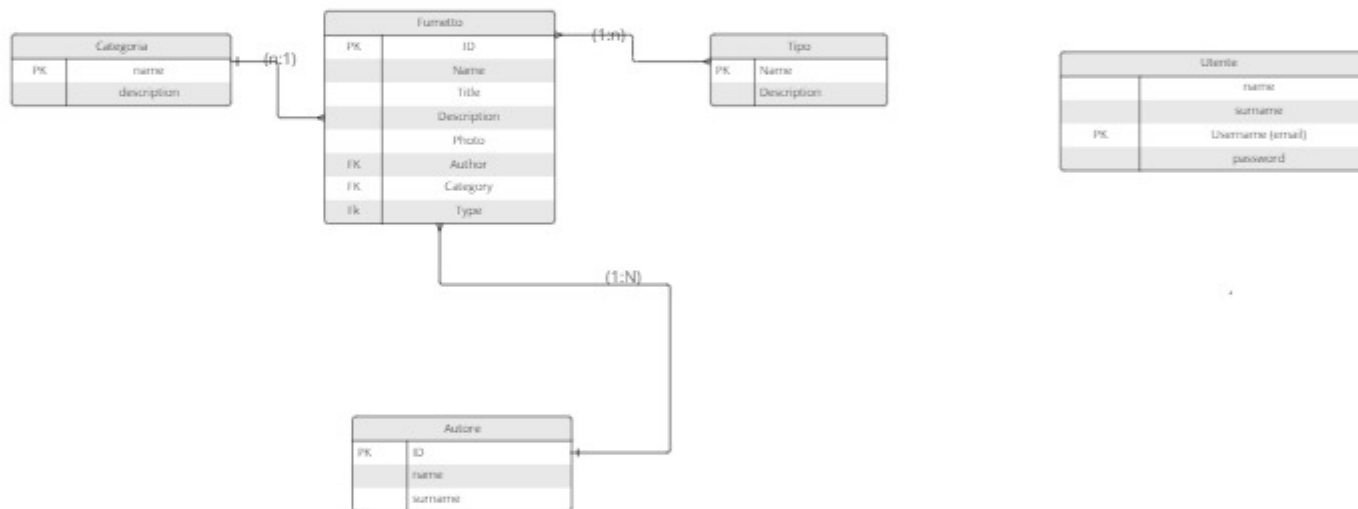 Categoria
PK name
description
(n:1)
Fumetto
PK ID
Name
Title
Description
Photo
FK Author
FK Category
Fk Type
(1:n)
Tipo
PK Name
Description
Utente
name
surname
PK Username (email)
password
(1:N)
Autore
PK ID
name
surname